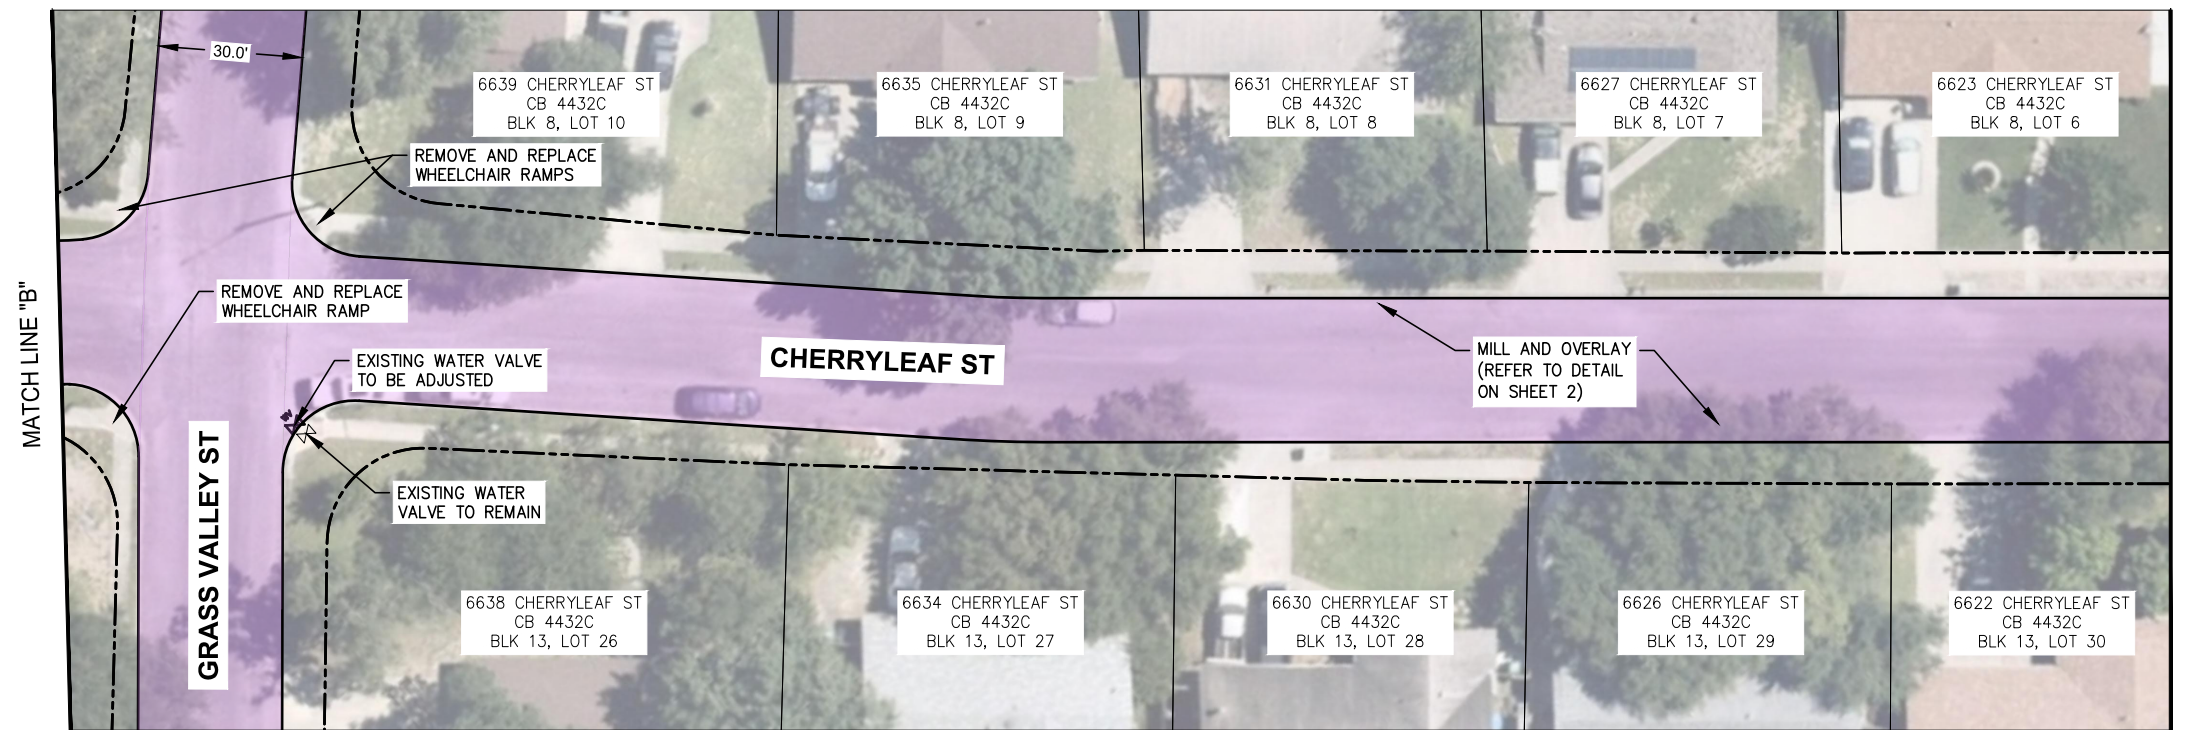 30.0'
6639 CHERRYLEAF ST
CB 4432C
BLK 8, LOT 10
6635 CHERRYLEAF ST
CB 4432C
BLK 8, LOT 9
6631 CHERRYLEAF ST
CB 4432C
BLK 8, LOT 8
6627 CHERRYLEAF ST
CB 4432C
BLK 8, LOT 7
6623 CHERRYLEAF ST
CB 4432C
BLK 8, LOT 6
REMOVE AND REPLACE
WHEELCHAIR RAMPS
MATCH LINE "B"
REMOVE AND REPLACE
WHEELCHAIR RAMP
EXISTING WATER VALVE
TO BE ADJUSTED
CHERRYLEAF ST
MILL AND OVERLAY
(REFER TO DETAIL
ON SHEET 2)
GRASS VALLEY ST
EXISTING WATER
VALVE TO REMAIN
6638 CHERRYLEAF ST
CB 4432C
BLK 13, LOT 26
6634 CHERRYLEAF ST
CB 4432C
BLK 13, LOT 27
6630 CHERRYLEAF ST
CB 4432C
BLK 13, LOT 28
6626 CHERRYLEAF ST
CB 4432C
BLK 13, LOT 29
6622 CHERRYLEAF ST
CB 4432C
BLK 13, LOT 30